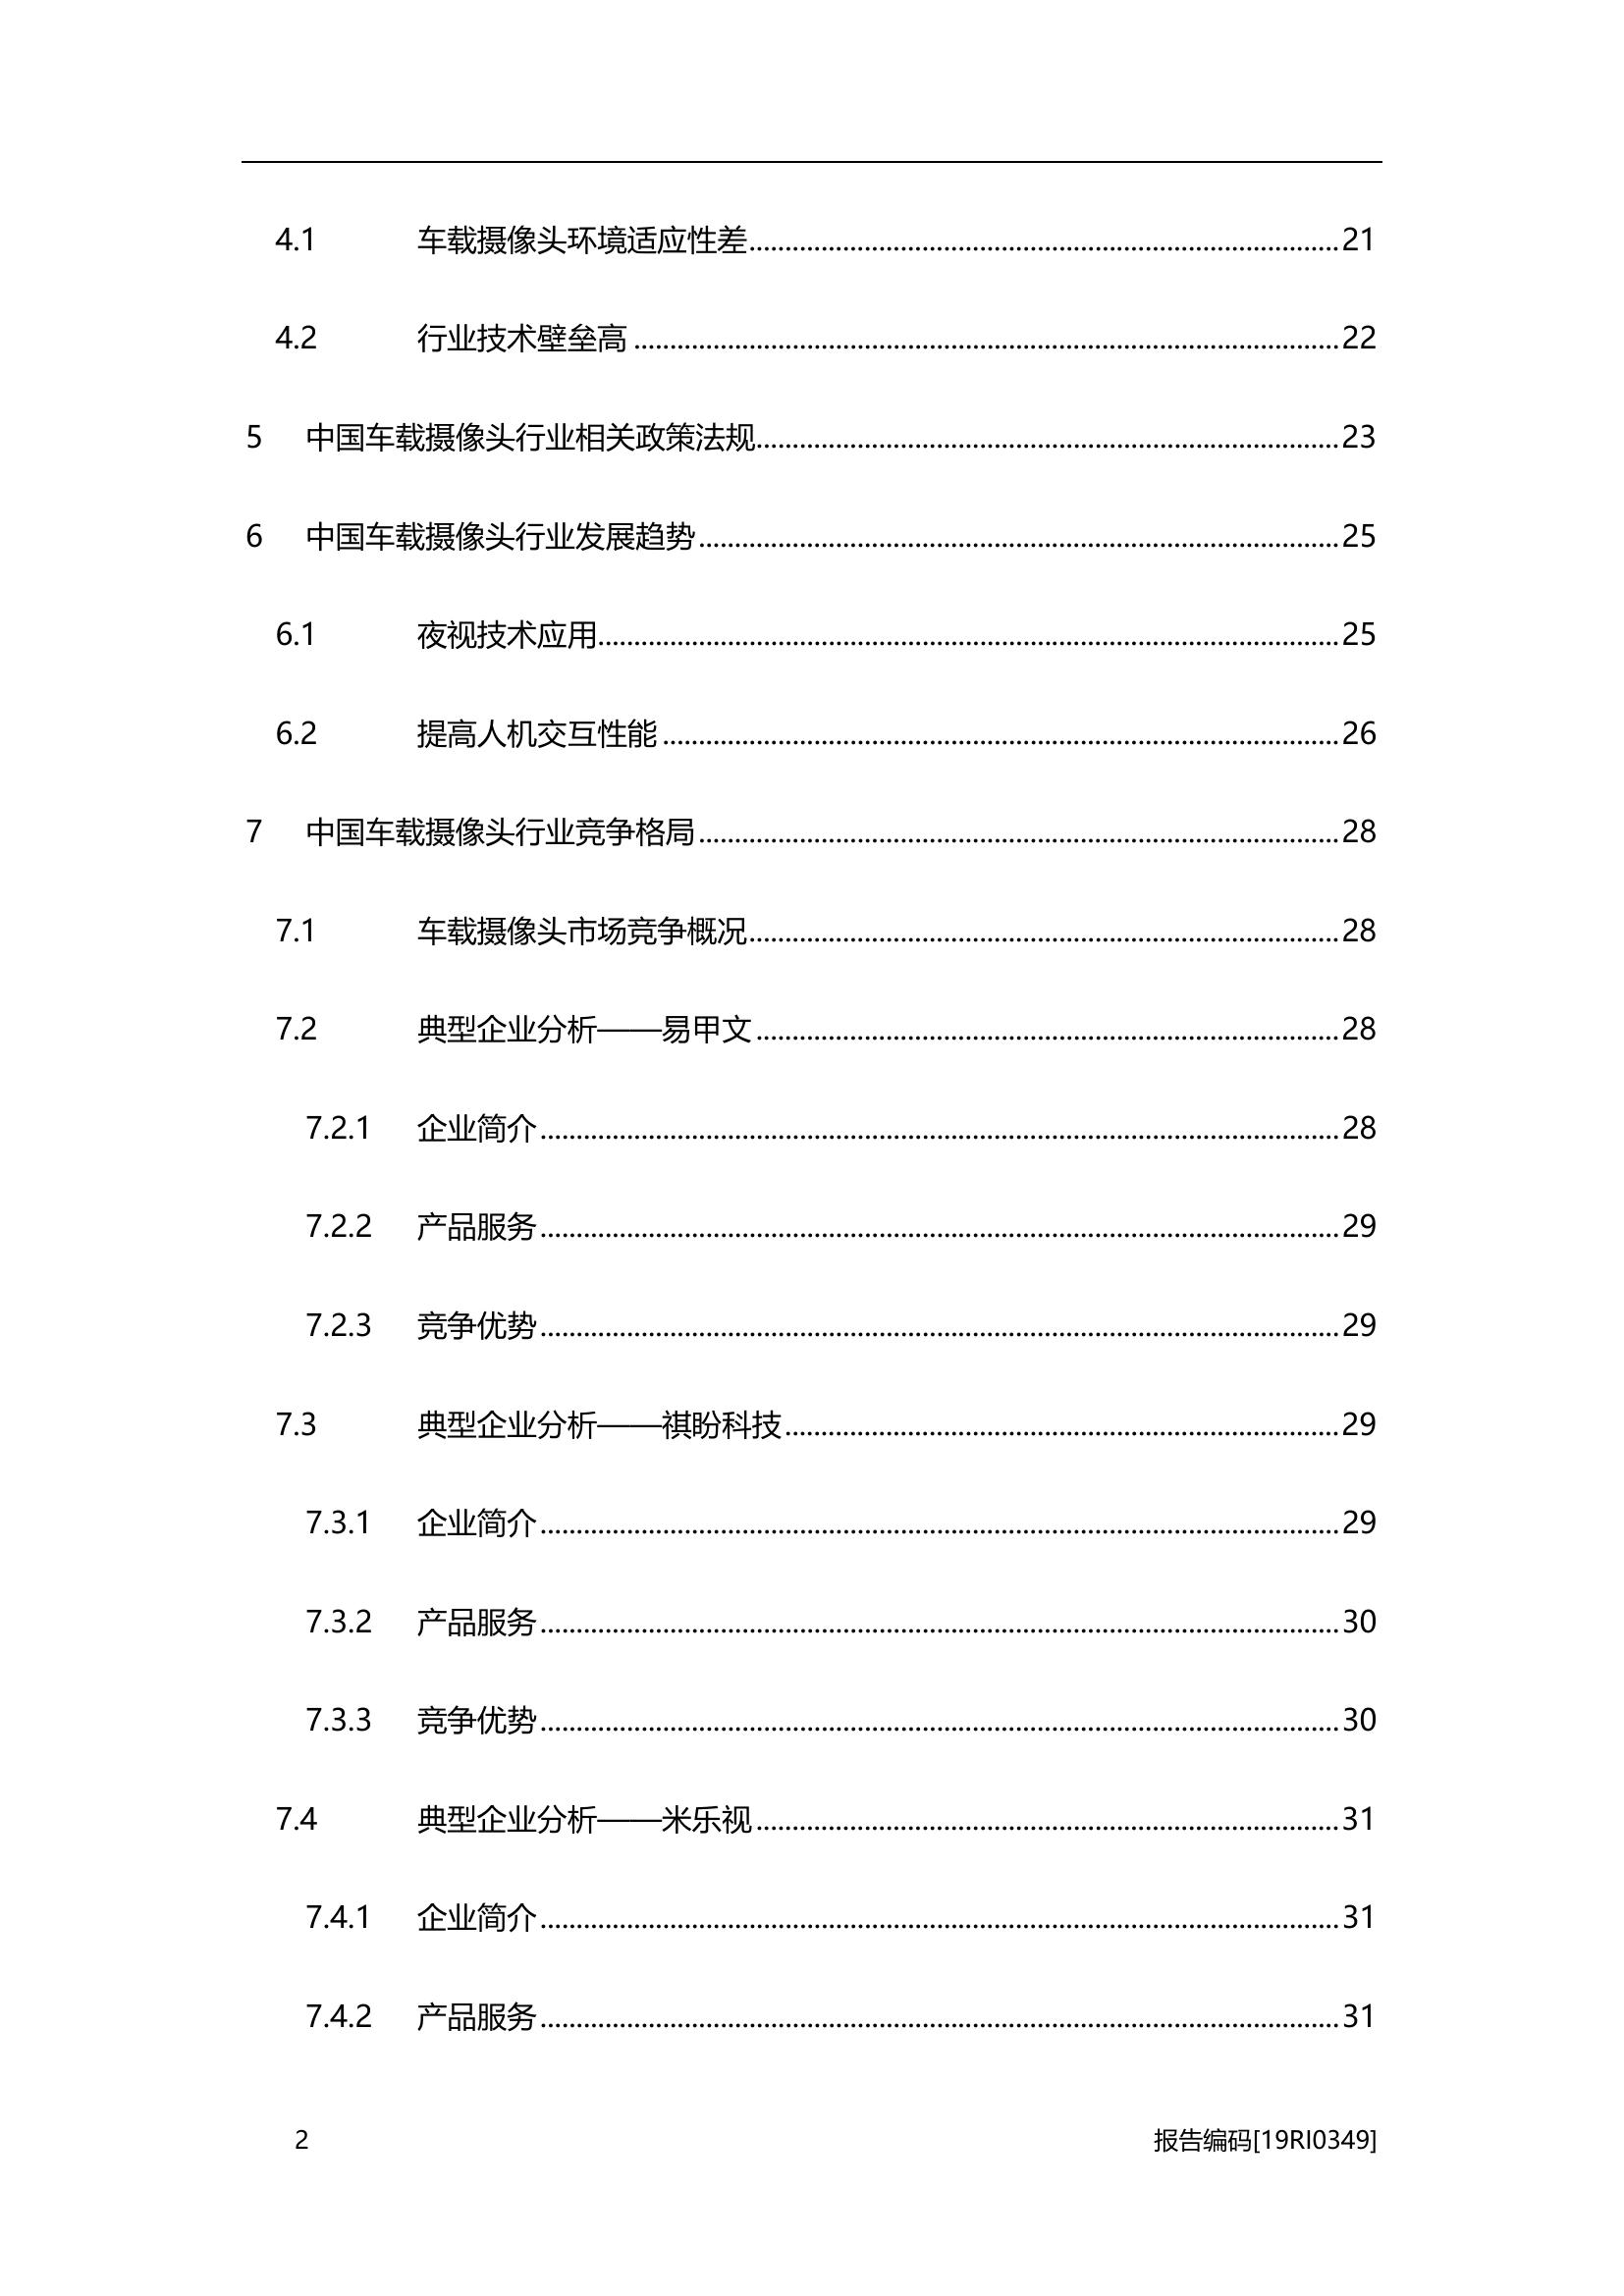 4.1 车载摄像头环境适应性差........................................21
4.2 行业技术壁垒高........................................22
5 中国车载摄像头行业相关政策法规........................................23
6 中国车载摄像头行业发展趋势........................................25
6.1 夜视技术应用........................................25
6.2 提高人机交互性能........................................26
7 中国车载摄像头行业竞争格局........................................28
7.1 车载摄像头市场竞争概况........................................28
7.2 典型企业分析——易甲文........................................28
7.2.1 企业简介........................................28
7.2.2 产品服务........................................29
7.2.3 竞争优势........................................29
7.3 典型企业分析——祺盼科技........................................29
7.3.1 企业简介........................................29
7.3.2 产品服务........................................30
7.3.3 竞争优势........................................30
7.4 典型企业分析——米乐视........................................31
7.4.1 企业简介........................................31
7.4.2 产品服务........................................31
2 报告编码[19RI0349]